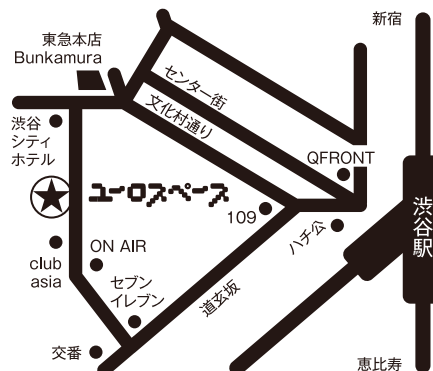 新宿
東急本店
Bunkamura
センター街
文化村通り
渋谷
シティ
ホテル
QFRONT
ユーロスペース
109
ハチ公
渋谷駅
club
asia
ON AIR
セブン
イレブン
道玄坂
交番
恵比寿